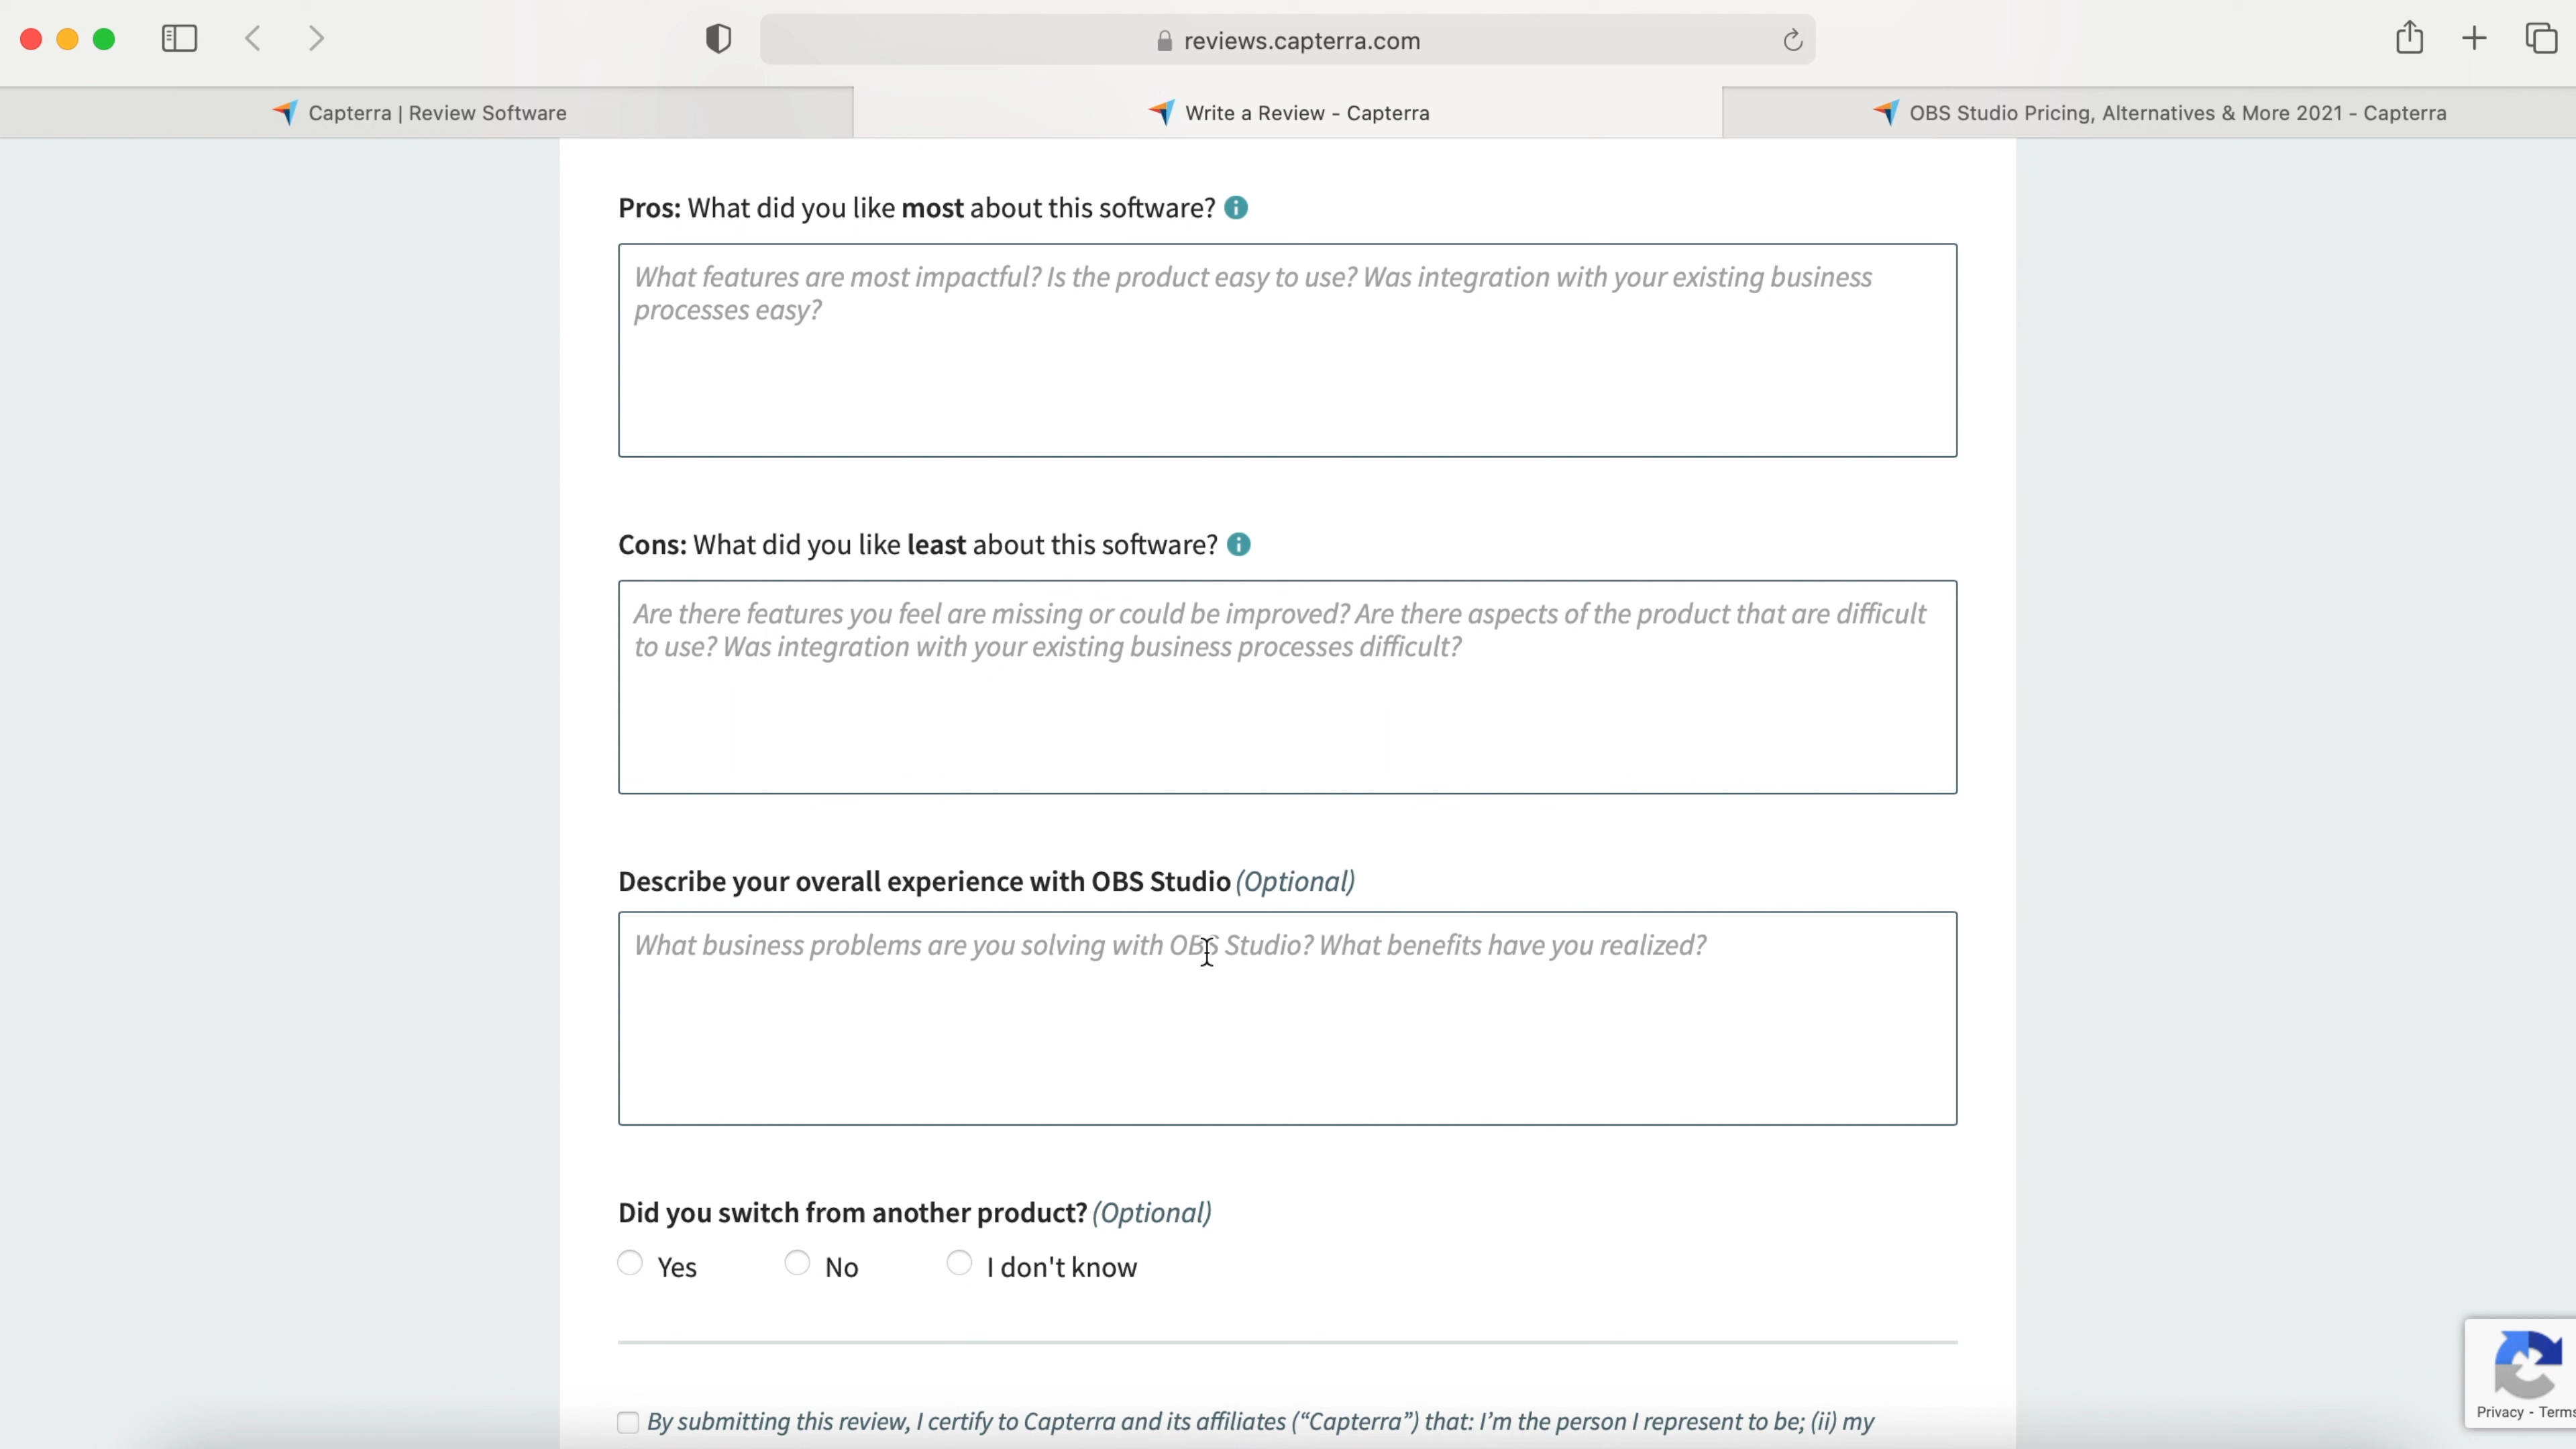 reviews.capterra.com
Capterra | Review Software
Write a Review - Capterra
OBS Studio Pricing, Alternatives & More 2021 - Capterra
Pros: What did you like most about this software?
What features are most impactful? Is the product easy to use? Was integration with your existing business
processes easy?
Cons: What did you like least about this software?
Are there features you feel are missing or could be improved? Are there aspects of the product that are difficult
to use? Was integration with your existing business processes difficult?
Describe your overall experience with OBS Studio (Optional)
What business problems are you solving with OBS Studio? What benefits have you realized?
Did you switch from another product? (Optional)
Yes No I don't know
Privacy - Terms
By submitting this review, I certify to Capterra and its affiliates (“Capterra”) that: I’m the person I represent to be; (ii) my